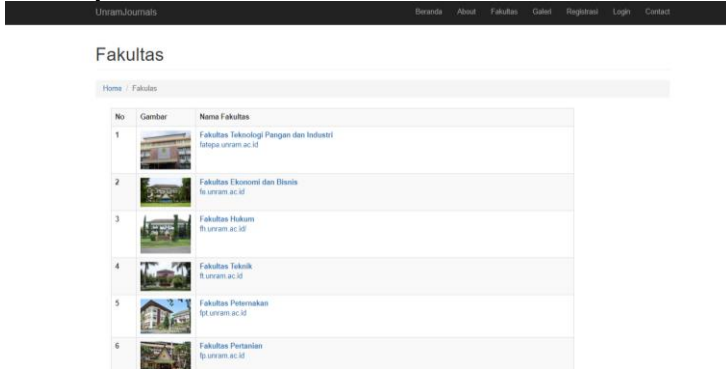 UnramJournals
Beranda About Fakultas Galeri Registrasi Login Contact
Fakultas
Home / Fakulas
No Gambar Nama Fakultas
1 Fakultas Teknologi Pangan dan Industri
fatepa.unram.ac.id
2 Fakultas Ekonomi dan Bisnis
fe.unram.ac.id
3 Fakultas Hukum
fh.unram.ac.id/
4 Fakultas Teknik
ft.unram.ac.id
5 Fakultas Peternakan
fpt.unram.ac.id
6 Fakultas Pertanian
fp.unram.ac.id